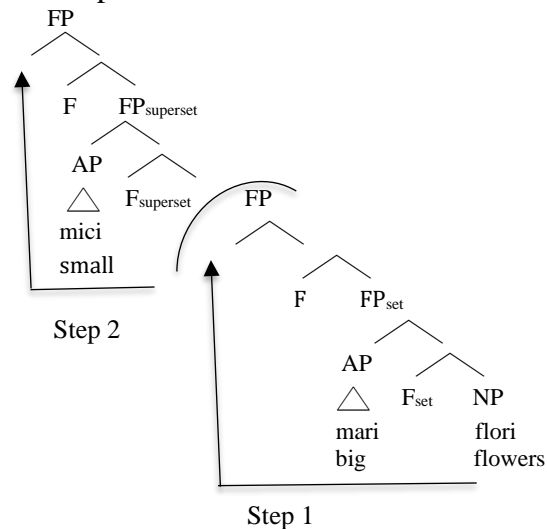 FP
F FPsuperset
AP
Fsuperset FP
mici
small
F FPset
Step 2
AP
Fset NP
mari flori
big flowers
Step 1